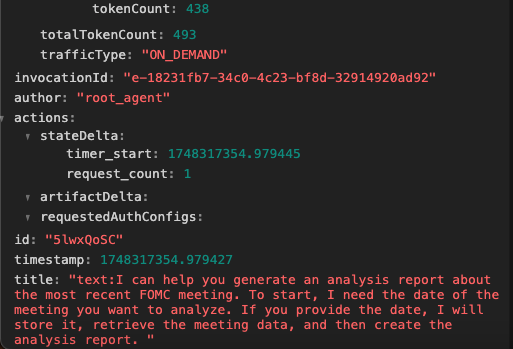 tokenCount: 438
totalTokenCount: 493
trafficType: "ON_DEMAND"
invocationId: "e-18231fb7-34c0-4c23-bf8d-32914920ad92"
author: "root_agent"
actions:
stateDelta:
timer_start: 1748317354.979445
request_count: 1
artifactDelta:
requestedAuthConfigs:
id: "5lwxQoSC"
timestamp: 1748317354.979427
title: "text:I can help you generate an analysis report about
the most recent FOMC meeting. To start, I need the date of the
meeting you want to analyze. If you provide the date, I will
store it, retrieve the meeting data, and then create the
analysis report. "